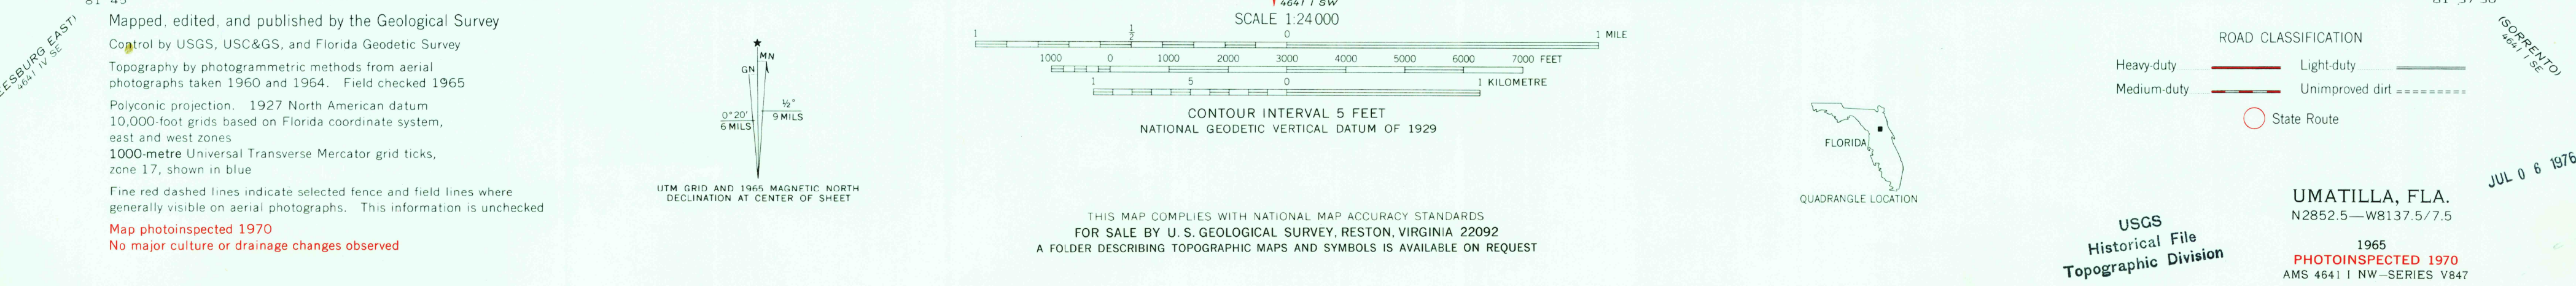 Mapped, edited, and published by the Geological Survey
Control by USGS, USC&GS, and Florida Geodetic Survey
Topography by photogrammetric methods from aerial
photographs taken 1960 and 1964. Field checked 1965
Polyconic projection. 1927 North American datum
10,000-foot grids based on Florida coordinate system,
east and west zones
1000-metre Universal Transverse Mercator grid ticks,
zone 17, shown in blue
Fine red dashed lines indicate selected fence and field lines where
generally visible on aerial photographs. This information is unchecked
Map photoinspected 1970
No major culture or drainage changes observed
4641 IV SE
★
MN
GN
0°20'
6 MILS
½°
9 MILS
UTM GRID AND 1965 MAGNETIC NORTH
DECLINATION AT CENTER OF SHEET
4641 I SW
SCALE 1:24000
1 ½ 0 1 MILE
1000 0 1000 2000 3000 4000 5000 6000 7000 FEET
1 5 0 1 KILOMETRE
CONTOUR INTERVAL 5 FEET
NATIONAL GEODETIC VERTICAL DATUM OF 1929
THIS MAP COMPLIES WITH NATIONAL MAP ACCURACY STANDARDS
FOR SALE BY U. S. GEOLOGICAL SURVEY, RESTON, VIRGINIA 22092
A FOLDER DESCRIBING TOPOGRAPHIC MAPS AND SYMBOLS IS AVAILABLE ON REQUEST
FLORIDA
QUADRANGLE LOCATION
ROAD CLASSIFICATION
Heavy-duty Light-duty
Medium-duty Unimproved dirt
State Route
(SORRENTO)
4641 I SE
JUL 0 6 1976
USGS
Historical File
Topographic Division
UMATILLA, FLA.
N2852.5—W8137.5/7.5
1965
PHOTOINSPECTED 1970
AMS 4641 I NW—SERIES V847